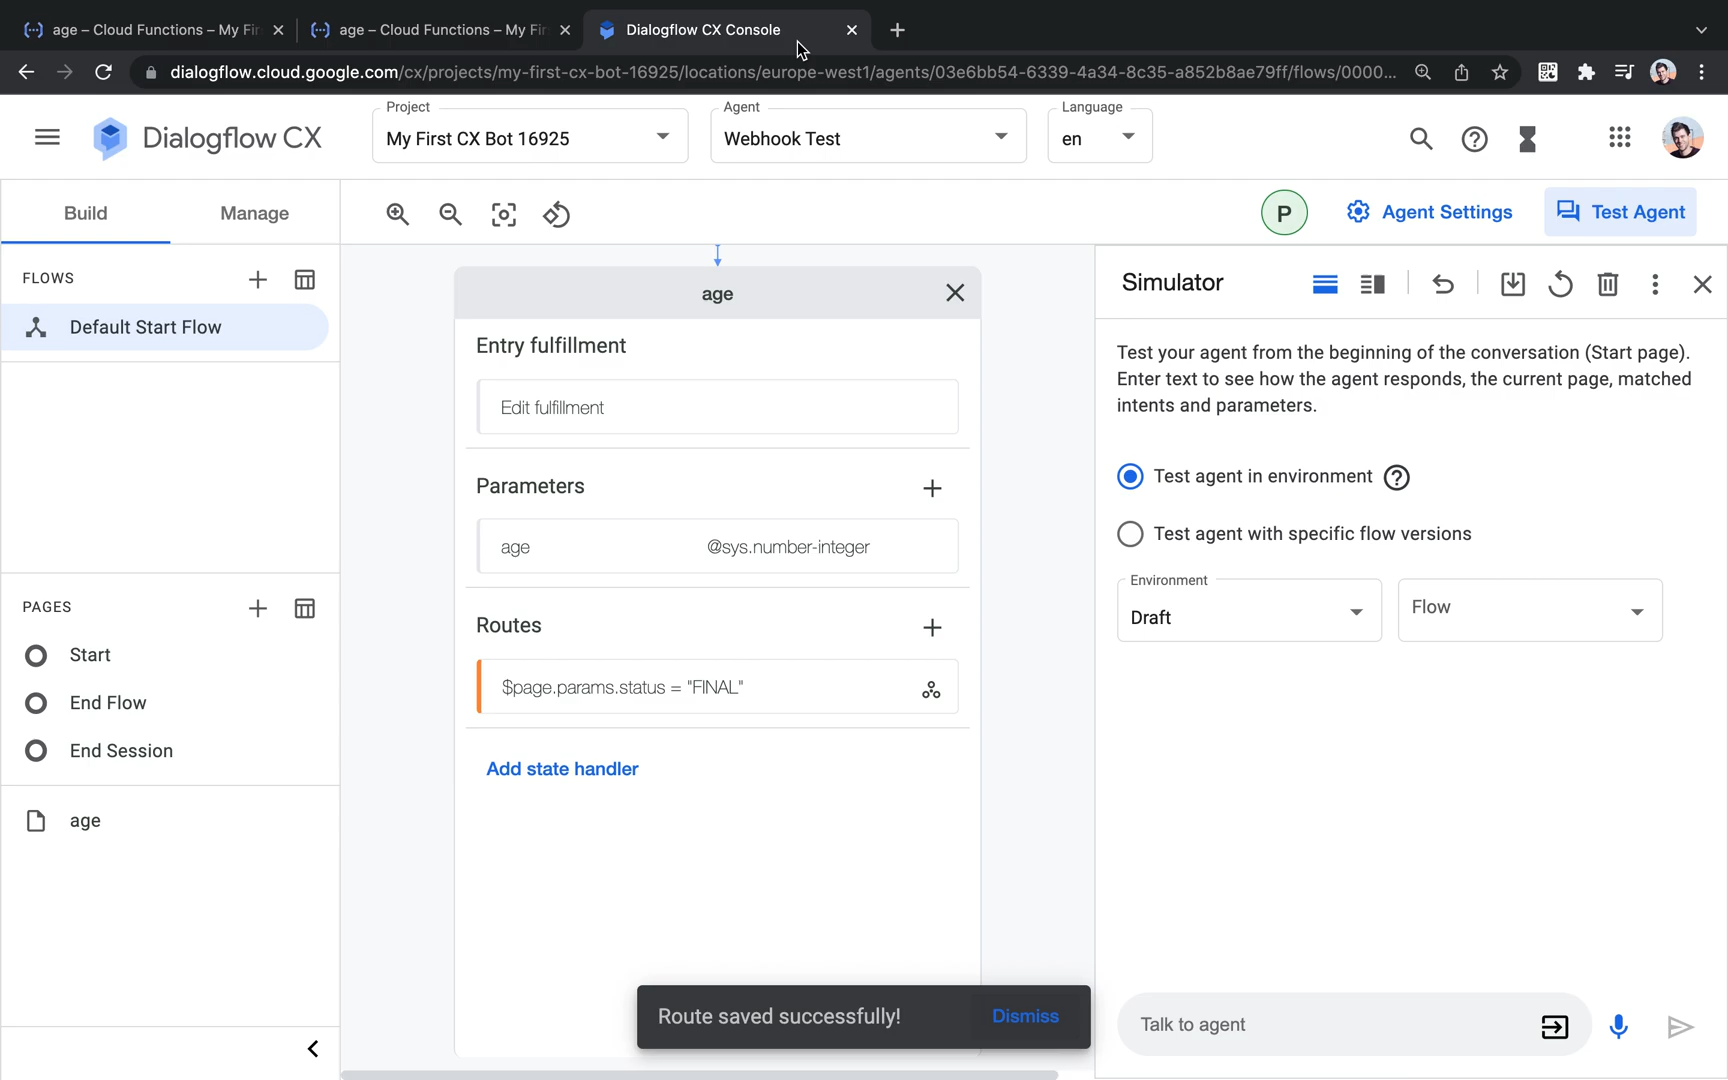 age – Cloud Functions – My Fir
age – Cloud Functions – My Fir
Dialogflow CX Console
dialogflow.cloud.google.com/cx/projects/my-first-cx-bot-16925/locations/europe-west1/agents/03e6bb54-6339-4a34-8c35-a852b8ae79ff/flows/0000...
Dialogflow CX
Project
My First CX Bot 16925
Agent
Webhook Test
Language
en
Build
Manage
P
Agent Settings
Test Agent
FLOWS
Default Start Flow
PAGES
Start
End Flow
End Session
age
age
Entry fulfillment
Edit fulfillment
Parameters
age @sys.number-integer
Routes
$page.params.status = "FINAL"
Add state handler
Route saved successfully! Dismiss
Simulator
Test your agent from the beginning of the conversation (Start page).
Enter text to see how the agent responds, the current page, matched
intents and parameters.
Test agent in environment
Test agent with specific flow versions
Environment
Draft
Flow
Talk to agent